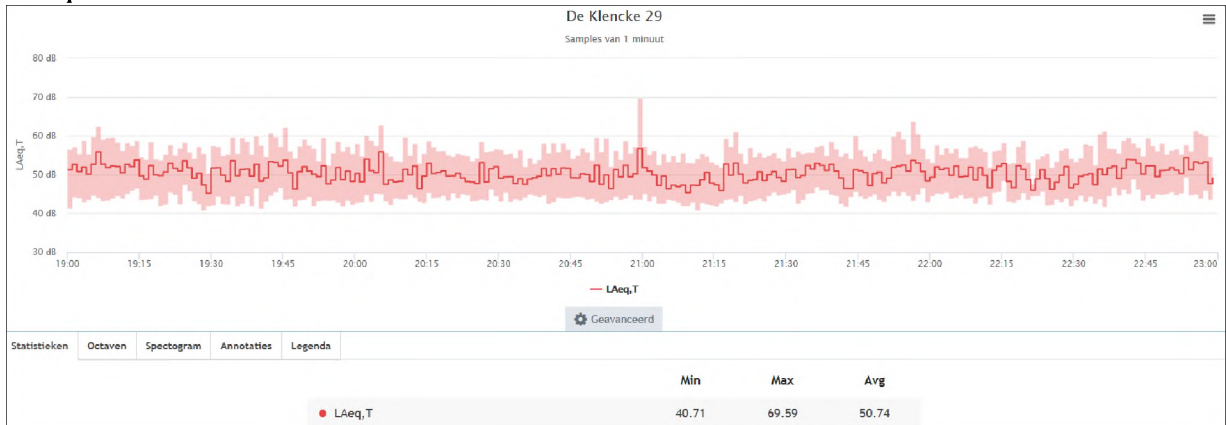 De Klencke 29
Samples van 1 minuut
80 dB
70 dB
60 dB
50 dB
40 dB
30 dB
LAeq,T
19:00 19:15 19:30 19:45 20:00 20:15 20:30 20:45 21:00 21:15 21:30 21:45 22:00 22:15 22:30 22:45 23:00
LAeq,T
Geavanceerd
Statistieken Octaven Spectogram Annotaties Legenda
Min Max Avg
LAeq,T 40.71 69.59 50.74